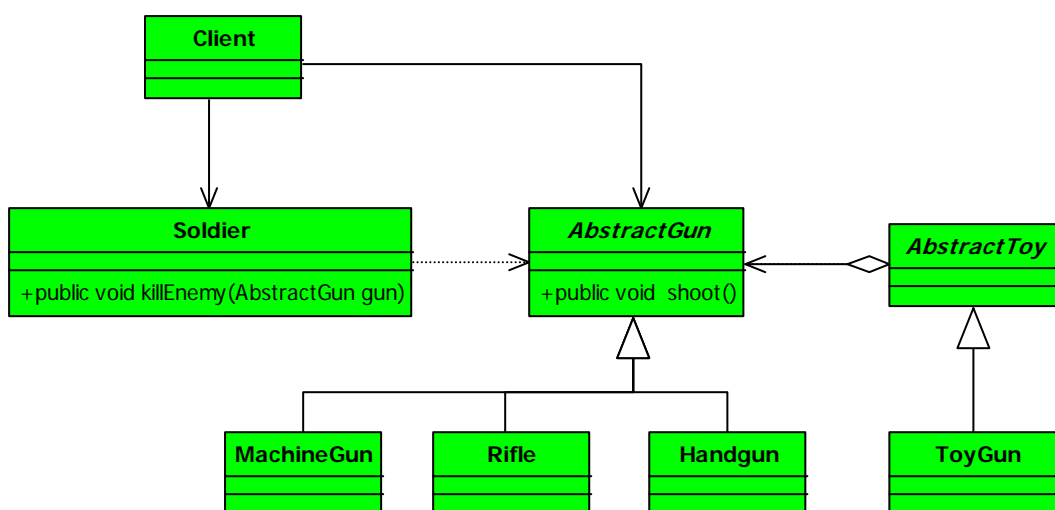 Client
Soldier
+public void killEnemy(AbstractGun gun)
AbstractGun
+public void shoot()
AbstractToy
MachineGun
Rifle
Handgun
ToyGun